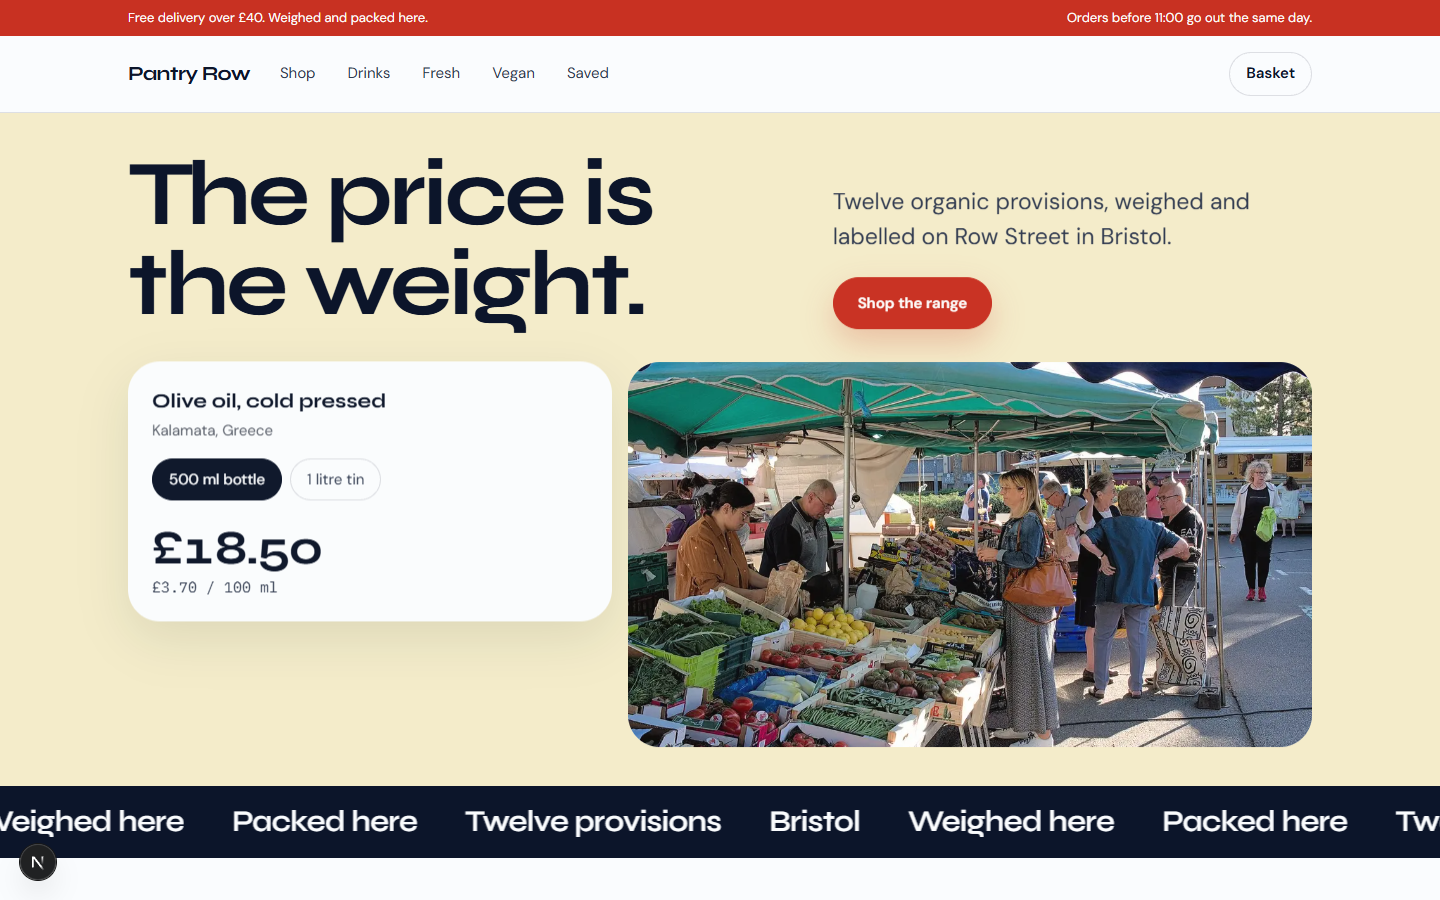 Free delivery over £40. Weighed and packed here.
Orders before 11:00 go out the same day.
Pantry Row
Shop
Drinks
Fresh
Vegan
Saved
Basket
The price is
the weight.
Twelve organic provisions, weighed and
labelled on Row Street in Bristol.
Shop the range
Olive oil, cold pressed
Kalamata, Greece
500 ml bottle
1 litre tin
£18.50
£3.70 / 100 ml
Weighed here Packed here Twelve provisions Bristol Weighed here Packed here Tw
N